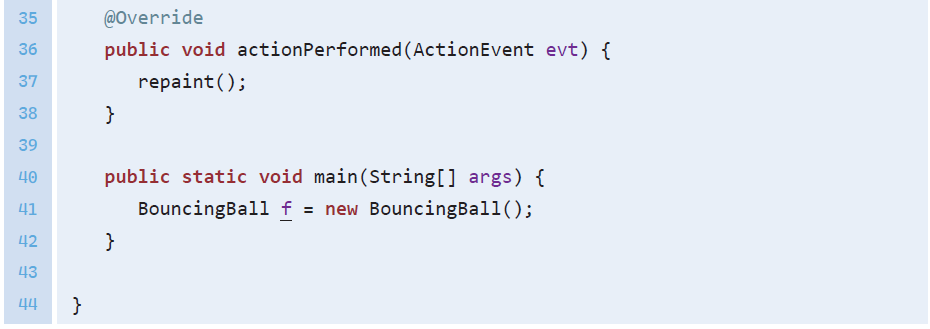 35 @Override
36 public void actionPerformed(ActionEvent evt) {
37 repaint();
38 }
39
40 public static void main(String[] args) {
41 BouncingBall f = new BouncingBall();
42 }
43
44 }